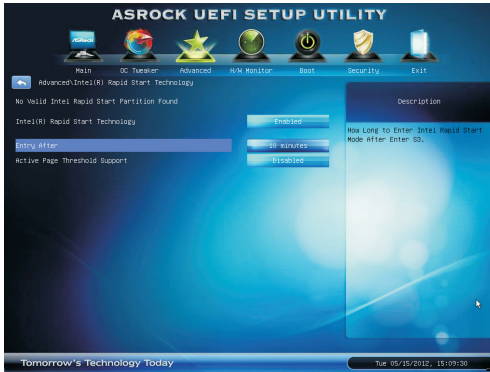 ASROCK UEFI SETUP UTILITY
ASRock
Main OC Tweaker Advanced H/W Monitor Boot Security Exit
Advanced\Intel(R) Rapid Start Technology
No Valid Intel Rapid Start Partition Found
Intel(R) Rapid Start Technology Enabled
Entry After 10 minutes
Active Page Threshold Support Disabled
Description
How Long to Enter Intel Rapid Start
Mode After Enter S3.
Tomorrow's Technology Today
Tue 05/15/2012, 15:09:30